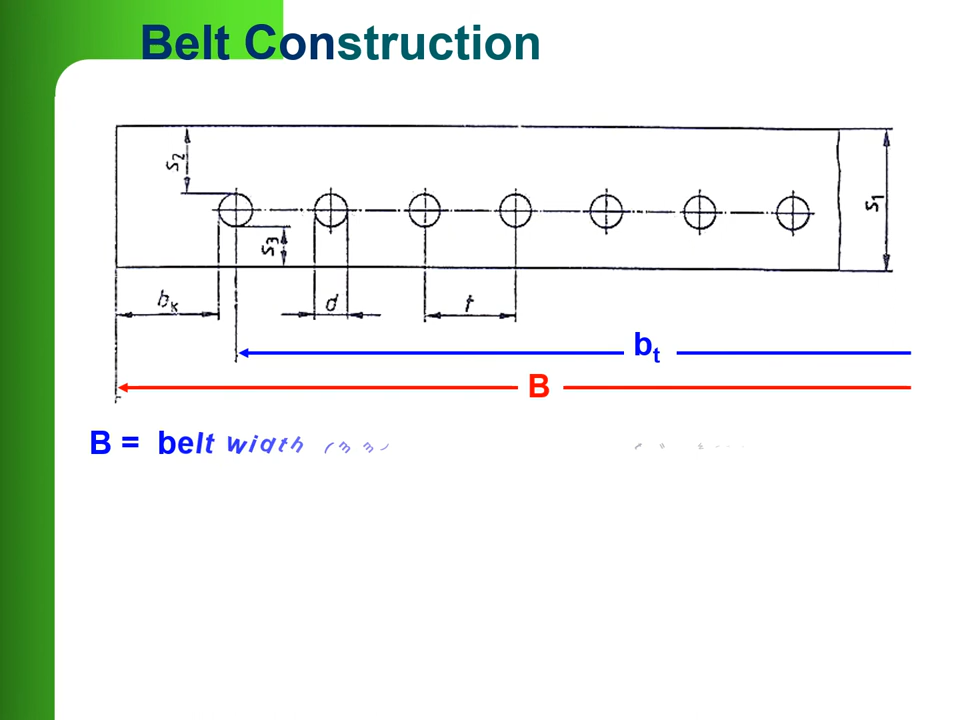 Belt Construction
s2
s3
s1
bk
d
t
bt
B
B = belt width (mm)